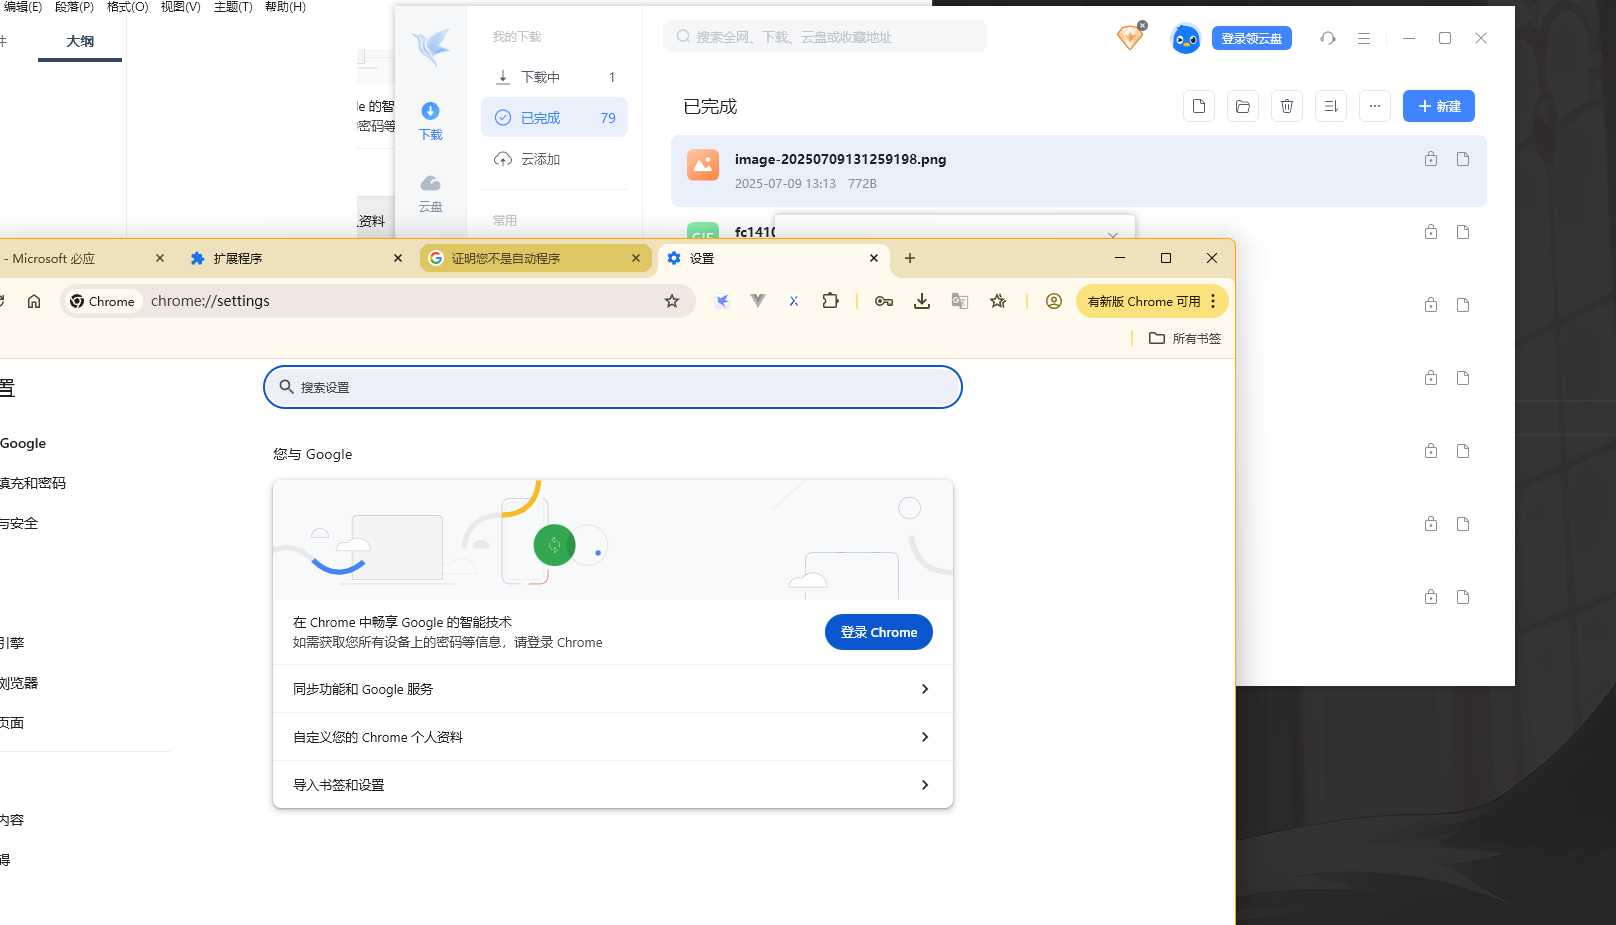 编辑(E) 段落(P) 格式(O) 视图(V) 主题(T) 帮助(H)
件 大纲
le 的智
密码等
资料
下载
云盘
我的下载
下载中 1
已完成 79
云添加
常用
搜索全网、下载、云盘或收藏地址
登录领云盘
已完成
新建
image-20250709131259198.png
2025-07-09 13:13 772B
GIF
fc141
- Microsoft 必应
扩展程序
证明您不是自动程序
设置
Chrome
chrome://settings
有新版 Chrome 可用
所有书签
置
搜索设置
Google
填充和密码
与安全
引擎
浏览器
页面
内容
碍
您与 Google
在 Chrome 中畅享 Google 的智能技术
如需获取您所有设备上的密码等信息，请登录 Chrome
登录 Chrome
同步功能和 Google 服务
自定义您的 Chrome 个人资料
导入书签和设置